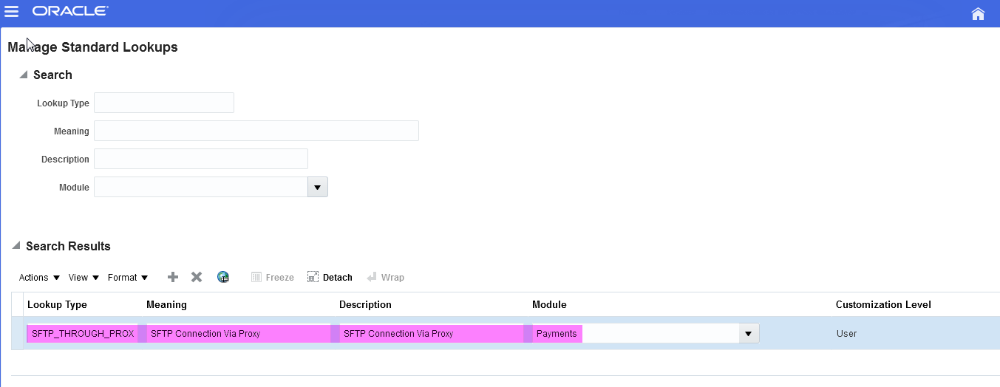 ORACLE
Manage Standard Lookups
Search
Lookup Type
Meaning
Description
Module
Search Results
Actions View Format Freeze Detach Wrap
Lookup Type Meaning Description Module Customization Level
SFTP_THROUGH_PROX SFTP Connection Via Proxy SFTP Connection Via Proxy Payments User